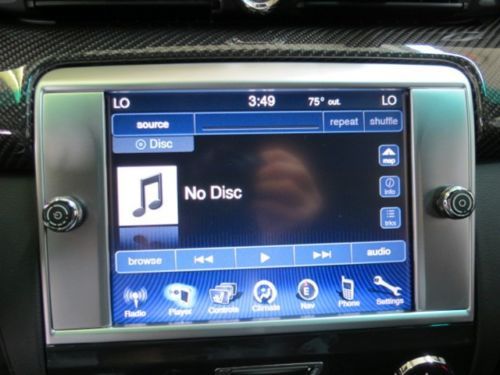 LO 3:49 75° out. LO
source repeat shuffle
Disc
map
No Disc
info
trks
browse audio
Radio Player Controls Climate Nav Phone Settings